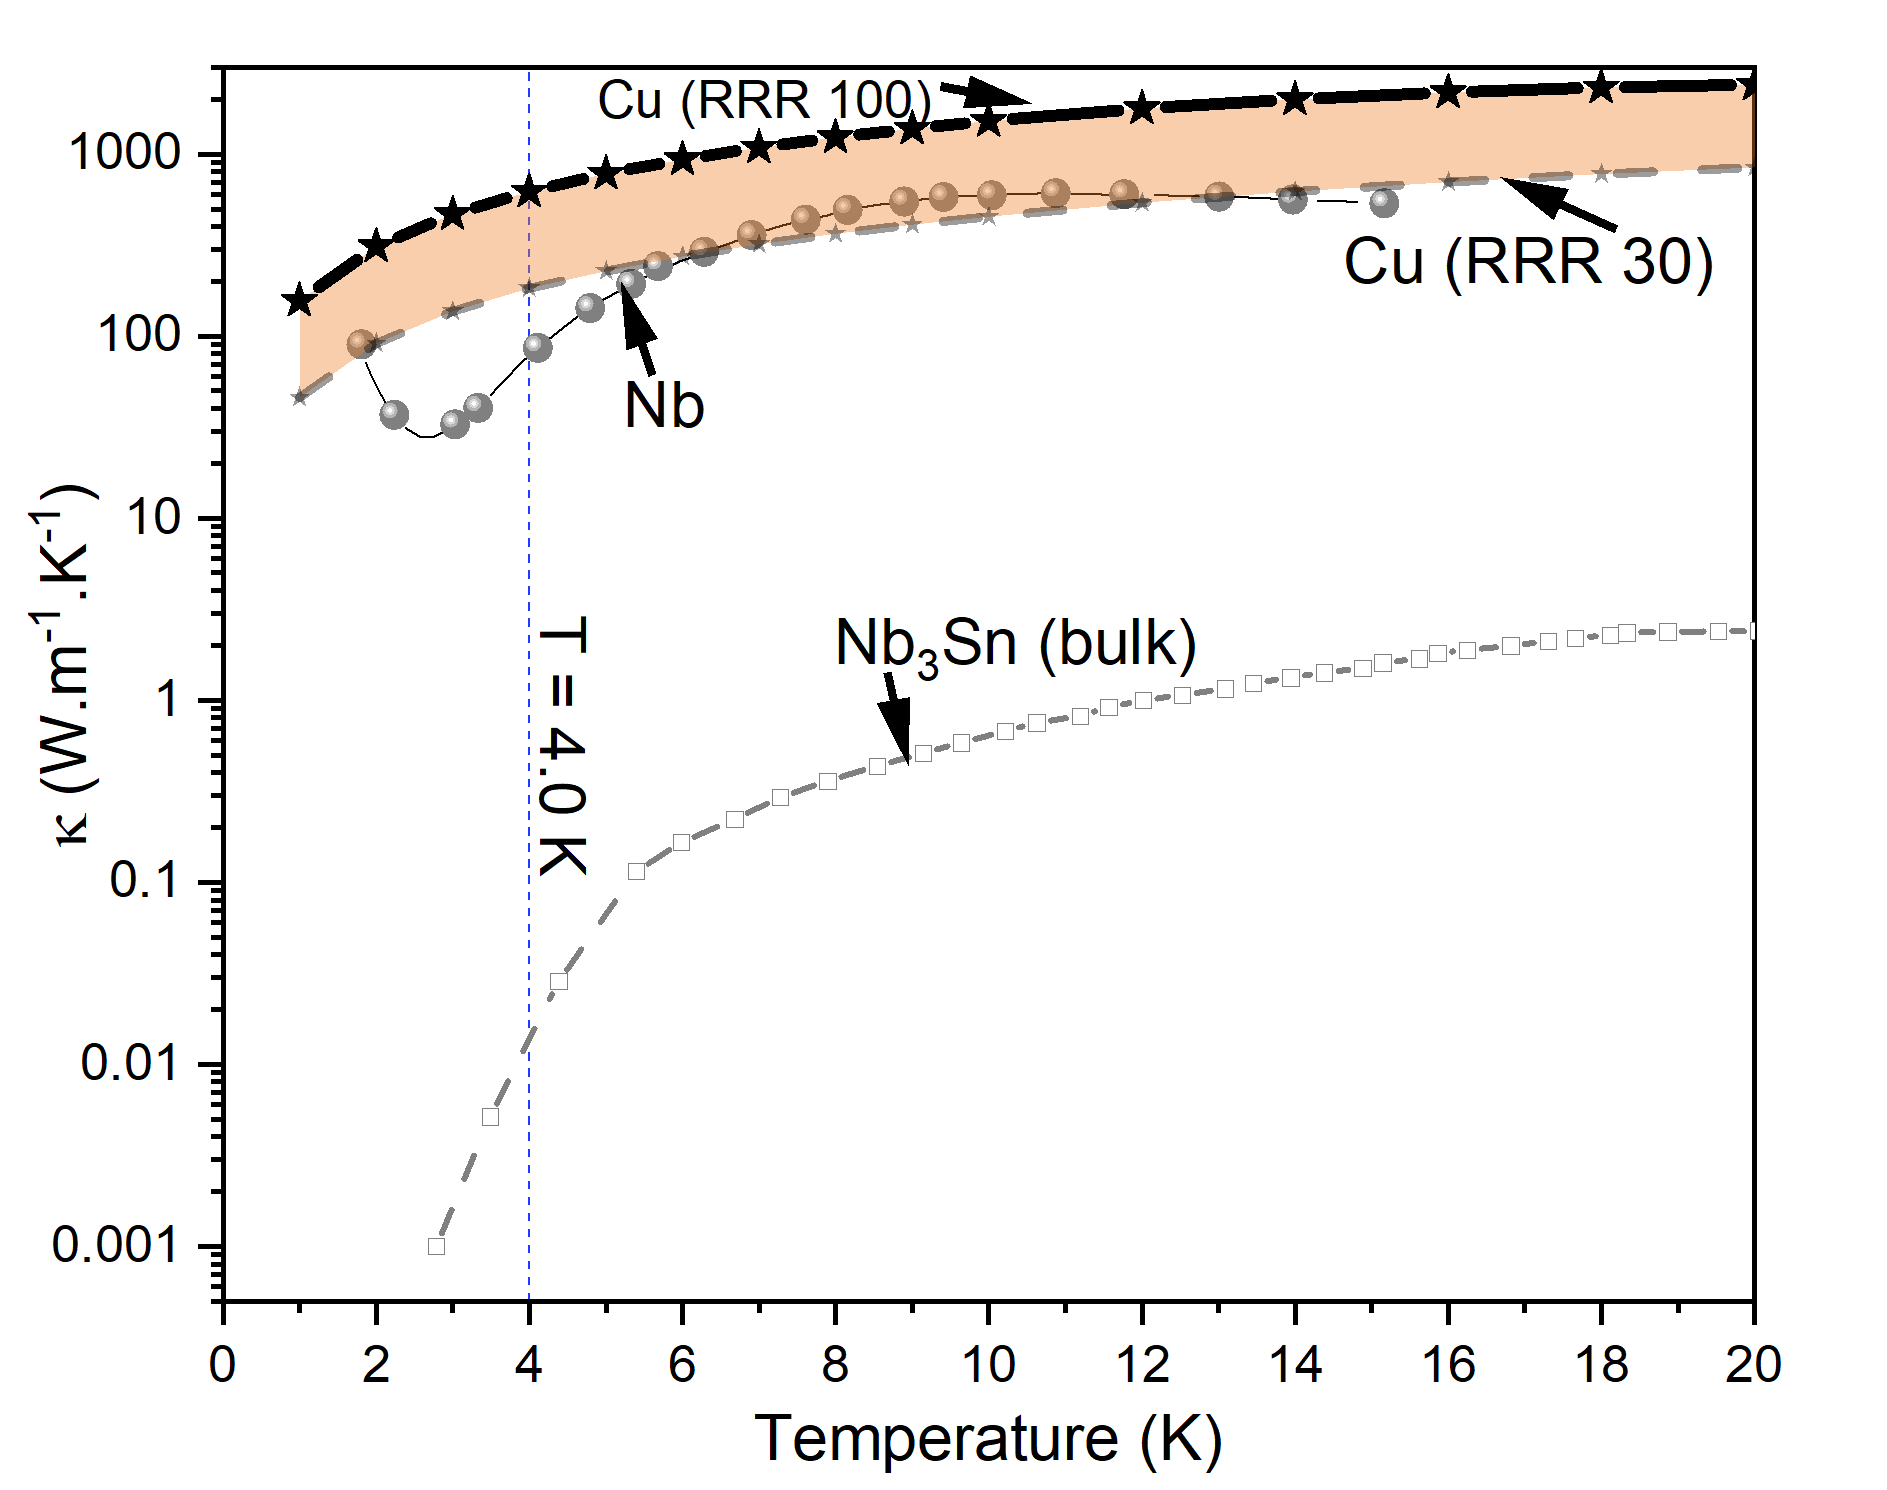 Cu (RRR 100)
1000
Cu (RRR 30)
100
Nb
10
Nb₃Sn (bulk)
1
T = 4.0 K
0.1
0.01
0.001
κ (W.m⁻¹.K⁻¹)
0 2 4 6 8 10 12 14 16 18 20
Temperature (K)